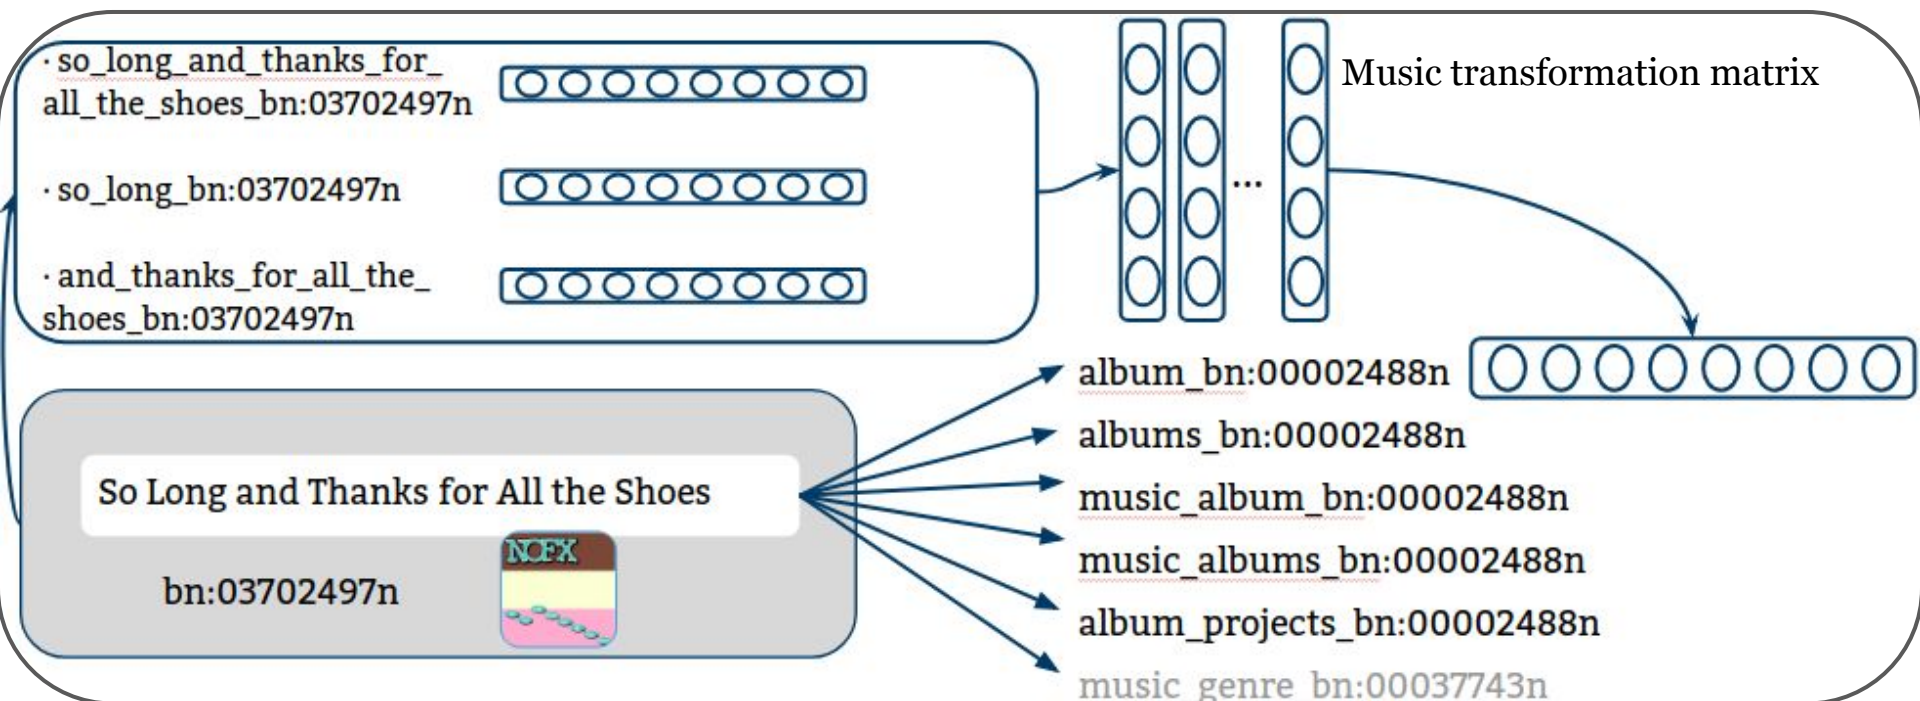 · so_long_and_thanks_for_
all_the_shoes_bn:03702497n
· so_long_bn:03702497n
· and_thanks_for_all_the_
shoes_bn:03702497n
...
Music transformation matrix
So Long and Thanks for All the Shoes
NOFX
bn:03702497n
album_bn:00002488n
albums_bn:00002488n
music_album_bn:00002488n
music_albums_bn:00002488n
album_projects_bn:00002488n
music_genre_bn:00037743n